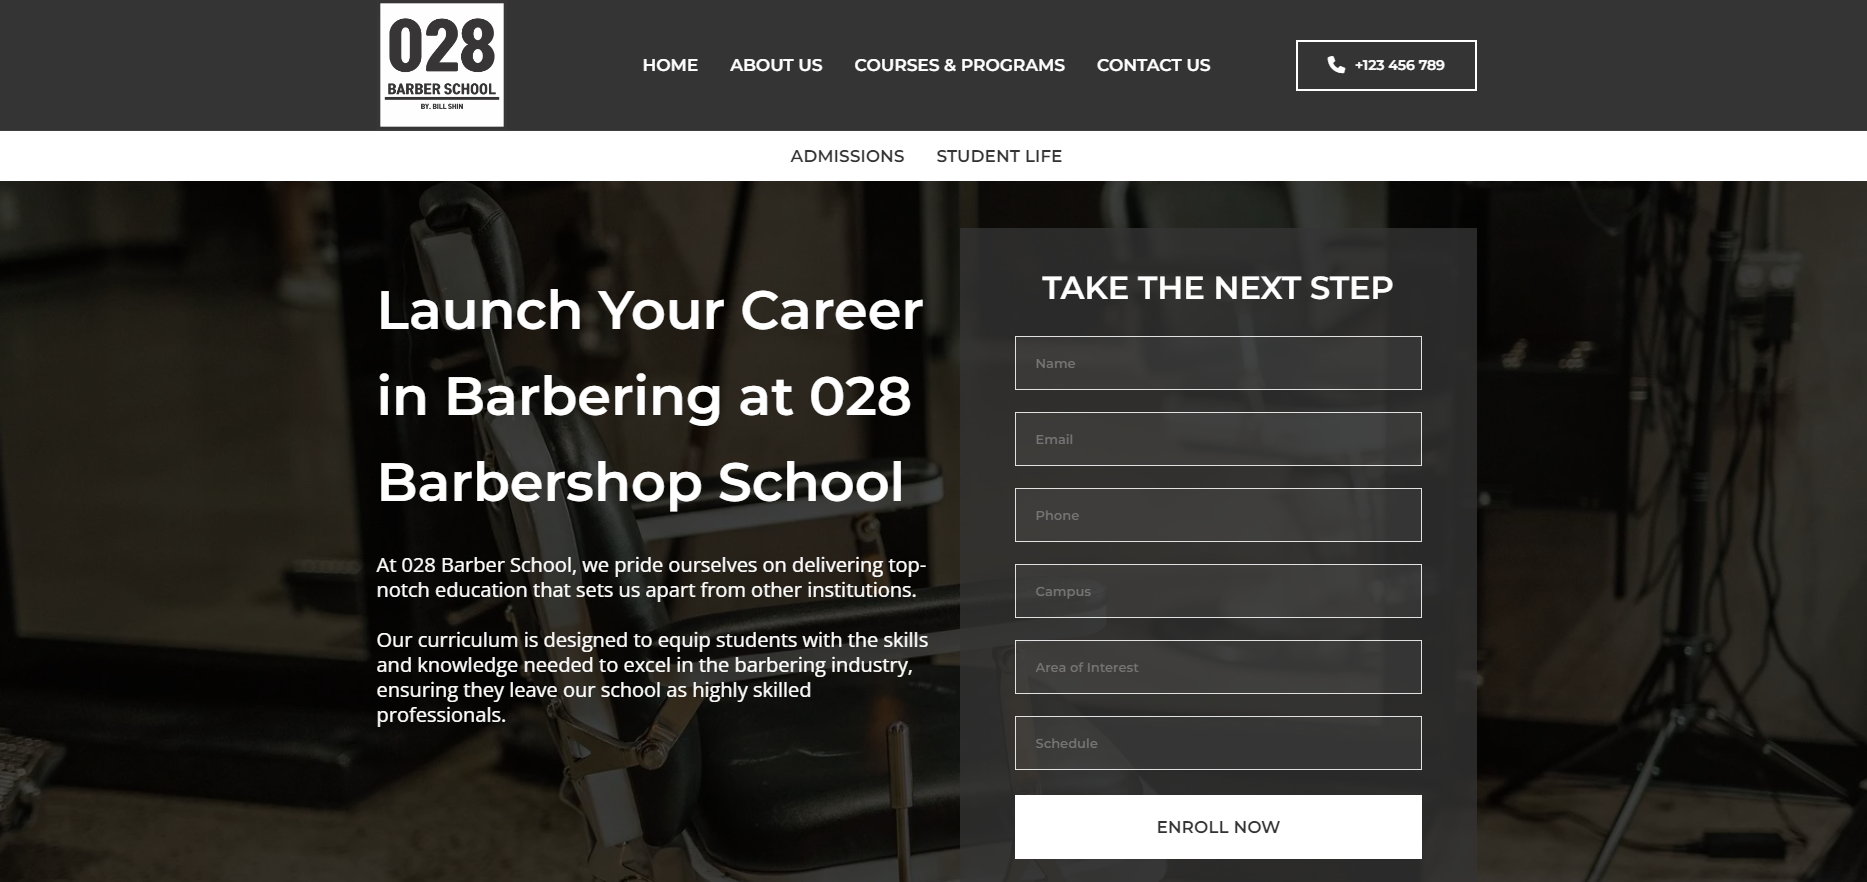 028
BARBER SCHOOL
BY. BILL SHIN
HOME
ABOUT US
COURSES & PROGRAMS
CONTACT US
+123 456 789
ADMISSIONS
STUDENT LIFE
Launch Your Career
in Barbering at 028
Barbershop School
At 028 Barber School, we pride ourselves on delivering top-
notch education that sets us apart from other institutions.
Our curriculum is designed to equip students with the skills
and knowledge needed to excel in the barbering industry,
ensuring they leave our school as highly skilled
professionals.
TAKE THE NEXT STEP
Name
Email
Phone
Campus
Area of Interest
Schedule
ENROLL NOW